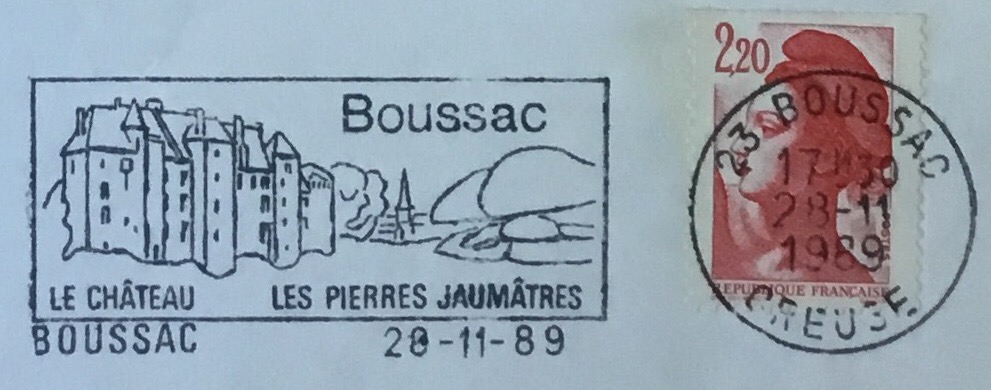 Boussac
LE CHÂTEAU LES PIERRES JAUMÂTRES
BOUSSAC 28-11-89
2,20
23 BOUSSAC
17H30
28-11
1989
CREUSE
REPUBLIQUE FRANÇAISE